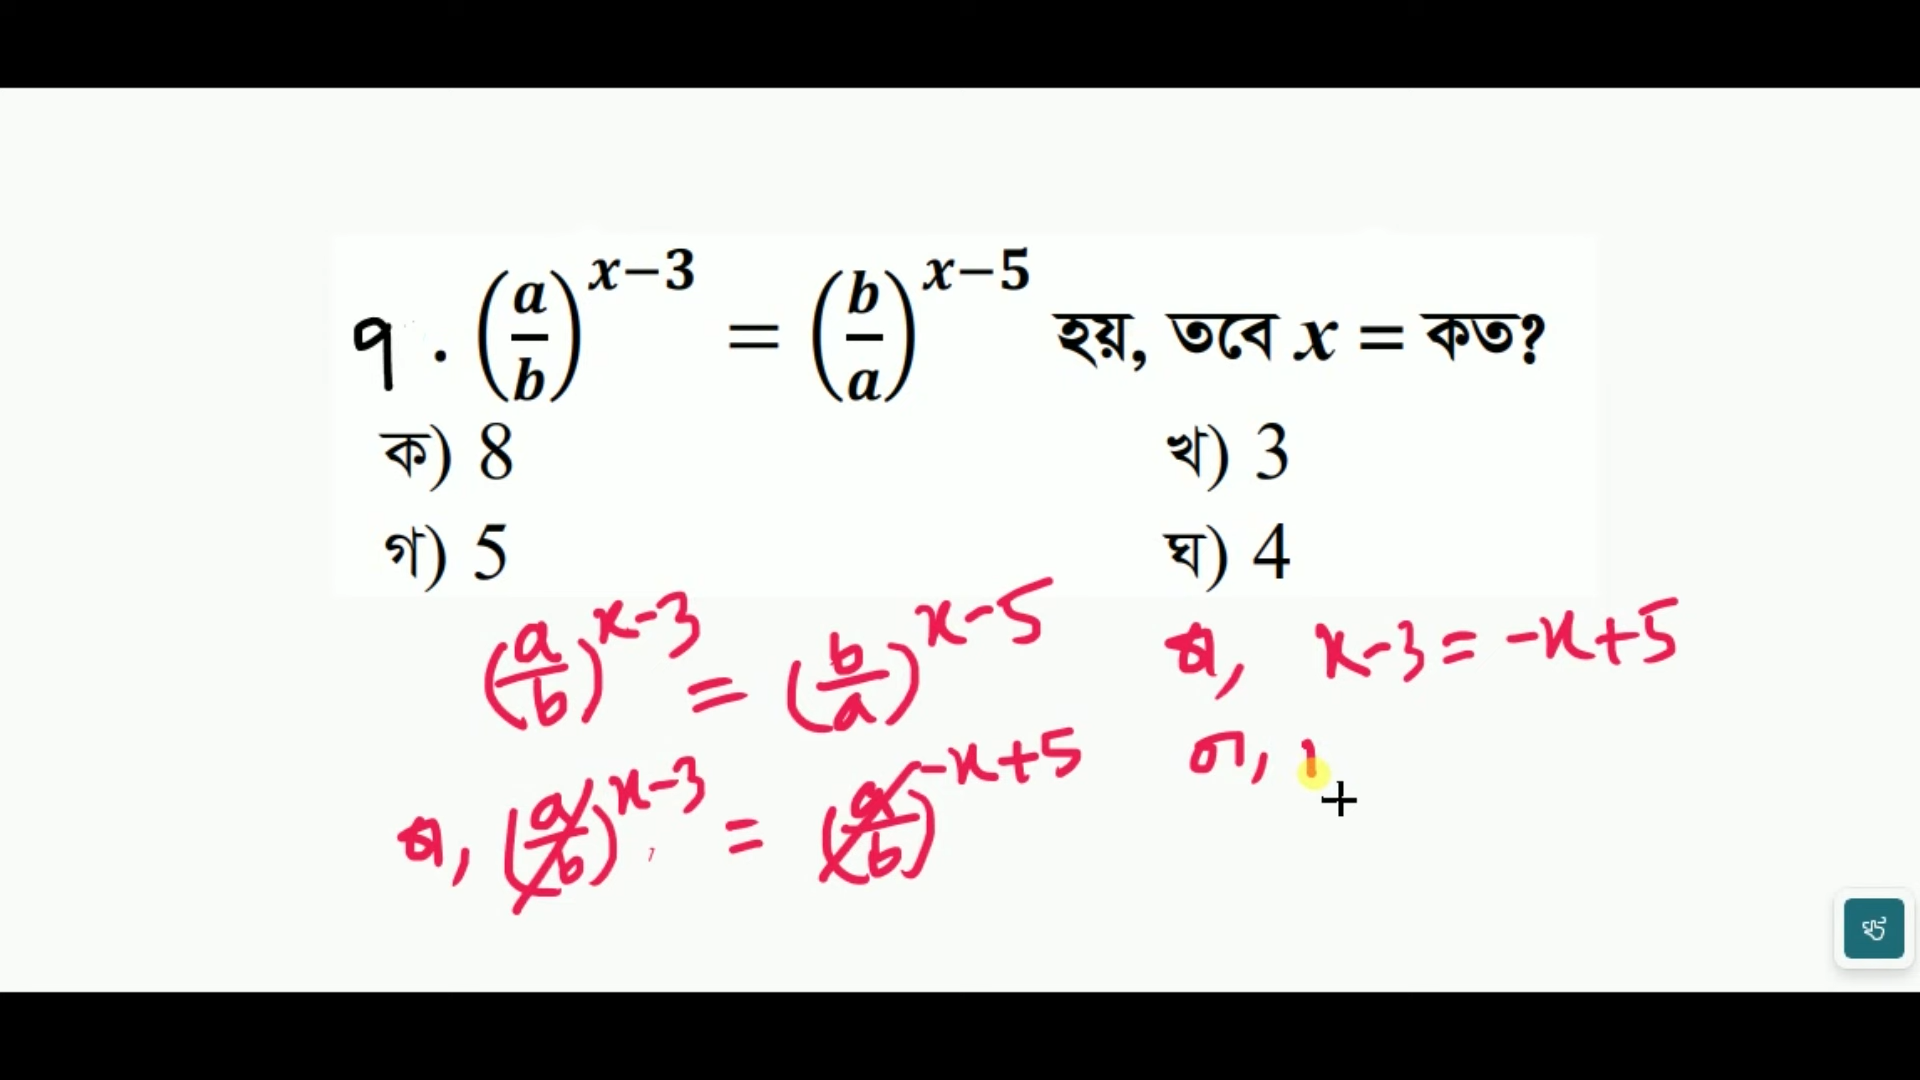 ৭. (a/b)^(x−3) = (b/a)^(x−5) হয়, তবে x = কত?
ক) 8 খ) 3
গ) 5 ঘ) 4
(a/b)^(x-3) = (b/a)^(x-5)
বা, (a/b)^(x-3) = (a/b)^(-x+5)
বা, x-3 = -x+5
বা,